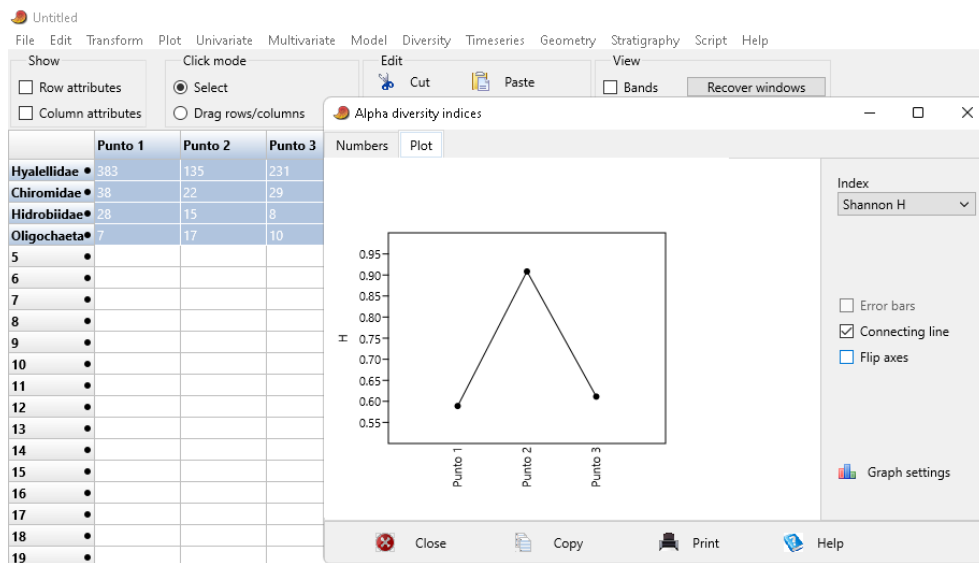 Untitled
File Edit Transform Plot Univariate Multivariate Model Diversity Timeseries Geometry Stratigraphy Script Help
Show Click mode Edit View
Row attributes Select Cut Paste Bands Recover windows
Column attributes Drag rows/columns
Punto 1 Punto 2 Punto 3
Hyalellidae 383 135 231
Chiromidae 38 22 29
Hidrobiidae 28 15 8
Oligochaeta 7 17 10
5
6
7
8
9
10
11
12
13
14
15
16
17
18
19
Alpha diversity indices
Numbers Plot
0.95
0.90
0.85
0.80
0.75
0.70
0.65
0.60
0.55
H
Punto 1
Punto 2
Punto 3
Index
Shannon H
Error bars
Connecting line
Flip axes
Graph settings
Close Copy Print Help